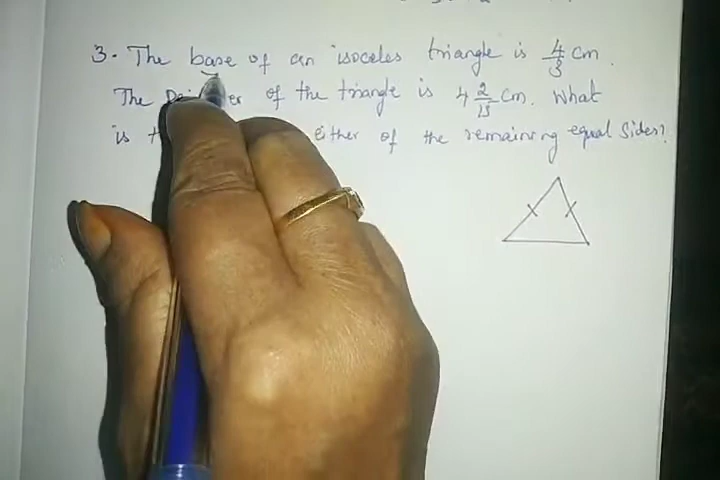 3. The base of an isoceles triangle is 4/3 cm.
The of the triangle is 4 2/15 cm. What
is either of the remaining equal sides?